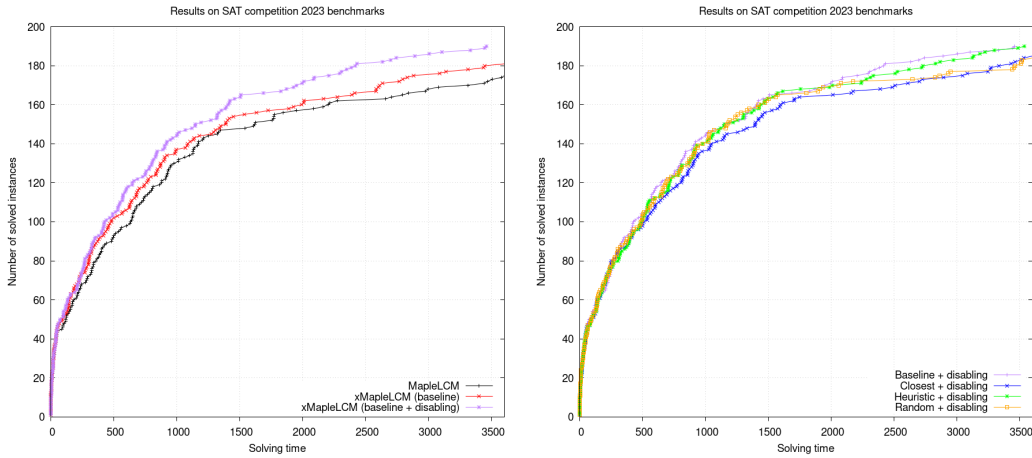 Results on SAT competition 2023 benchmarks
200
180
160
140
120
100
80
60
40
20
0
Number of solved instances
MapleLCM
xMapleLCM (baseline)
xMapleLCM (baseline + disabling)
0 500 1000 1500 2000 2500 3000 3500
Solving time
Results on SAT competition 2023 benchmarks
200
180
160
140
120
100
80
60
40
20
0
Number of solved instances
Baseline + disabling
Closest + disabling
Heuristic + disabling
Random + disabling
0 500 1000 1500 2000 2500 3000 3500
Solving time